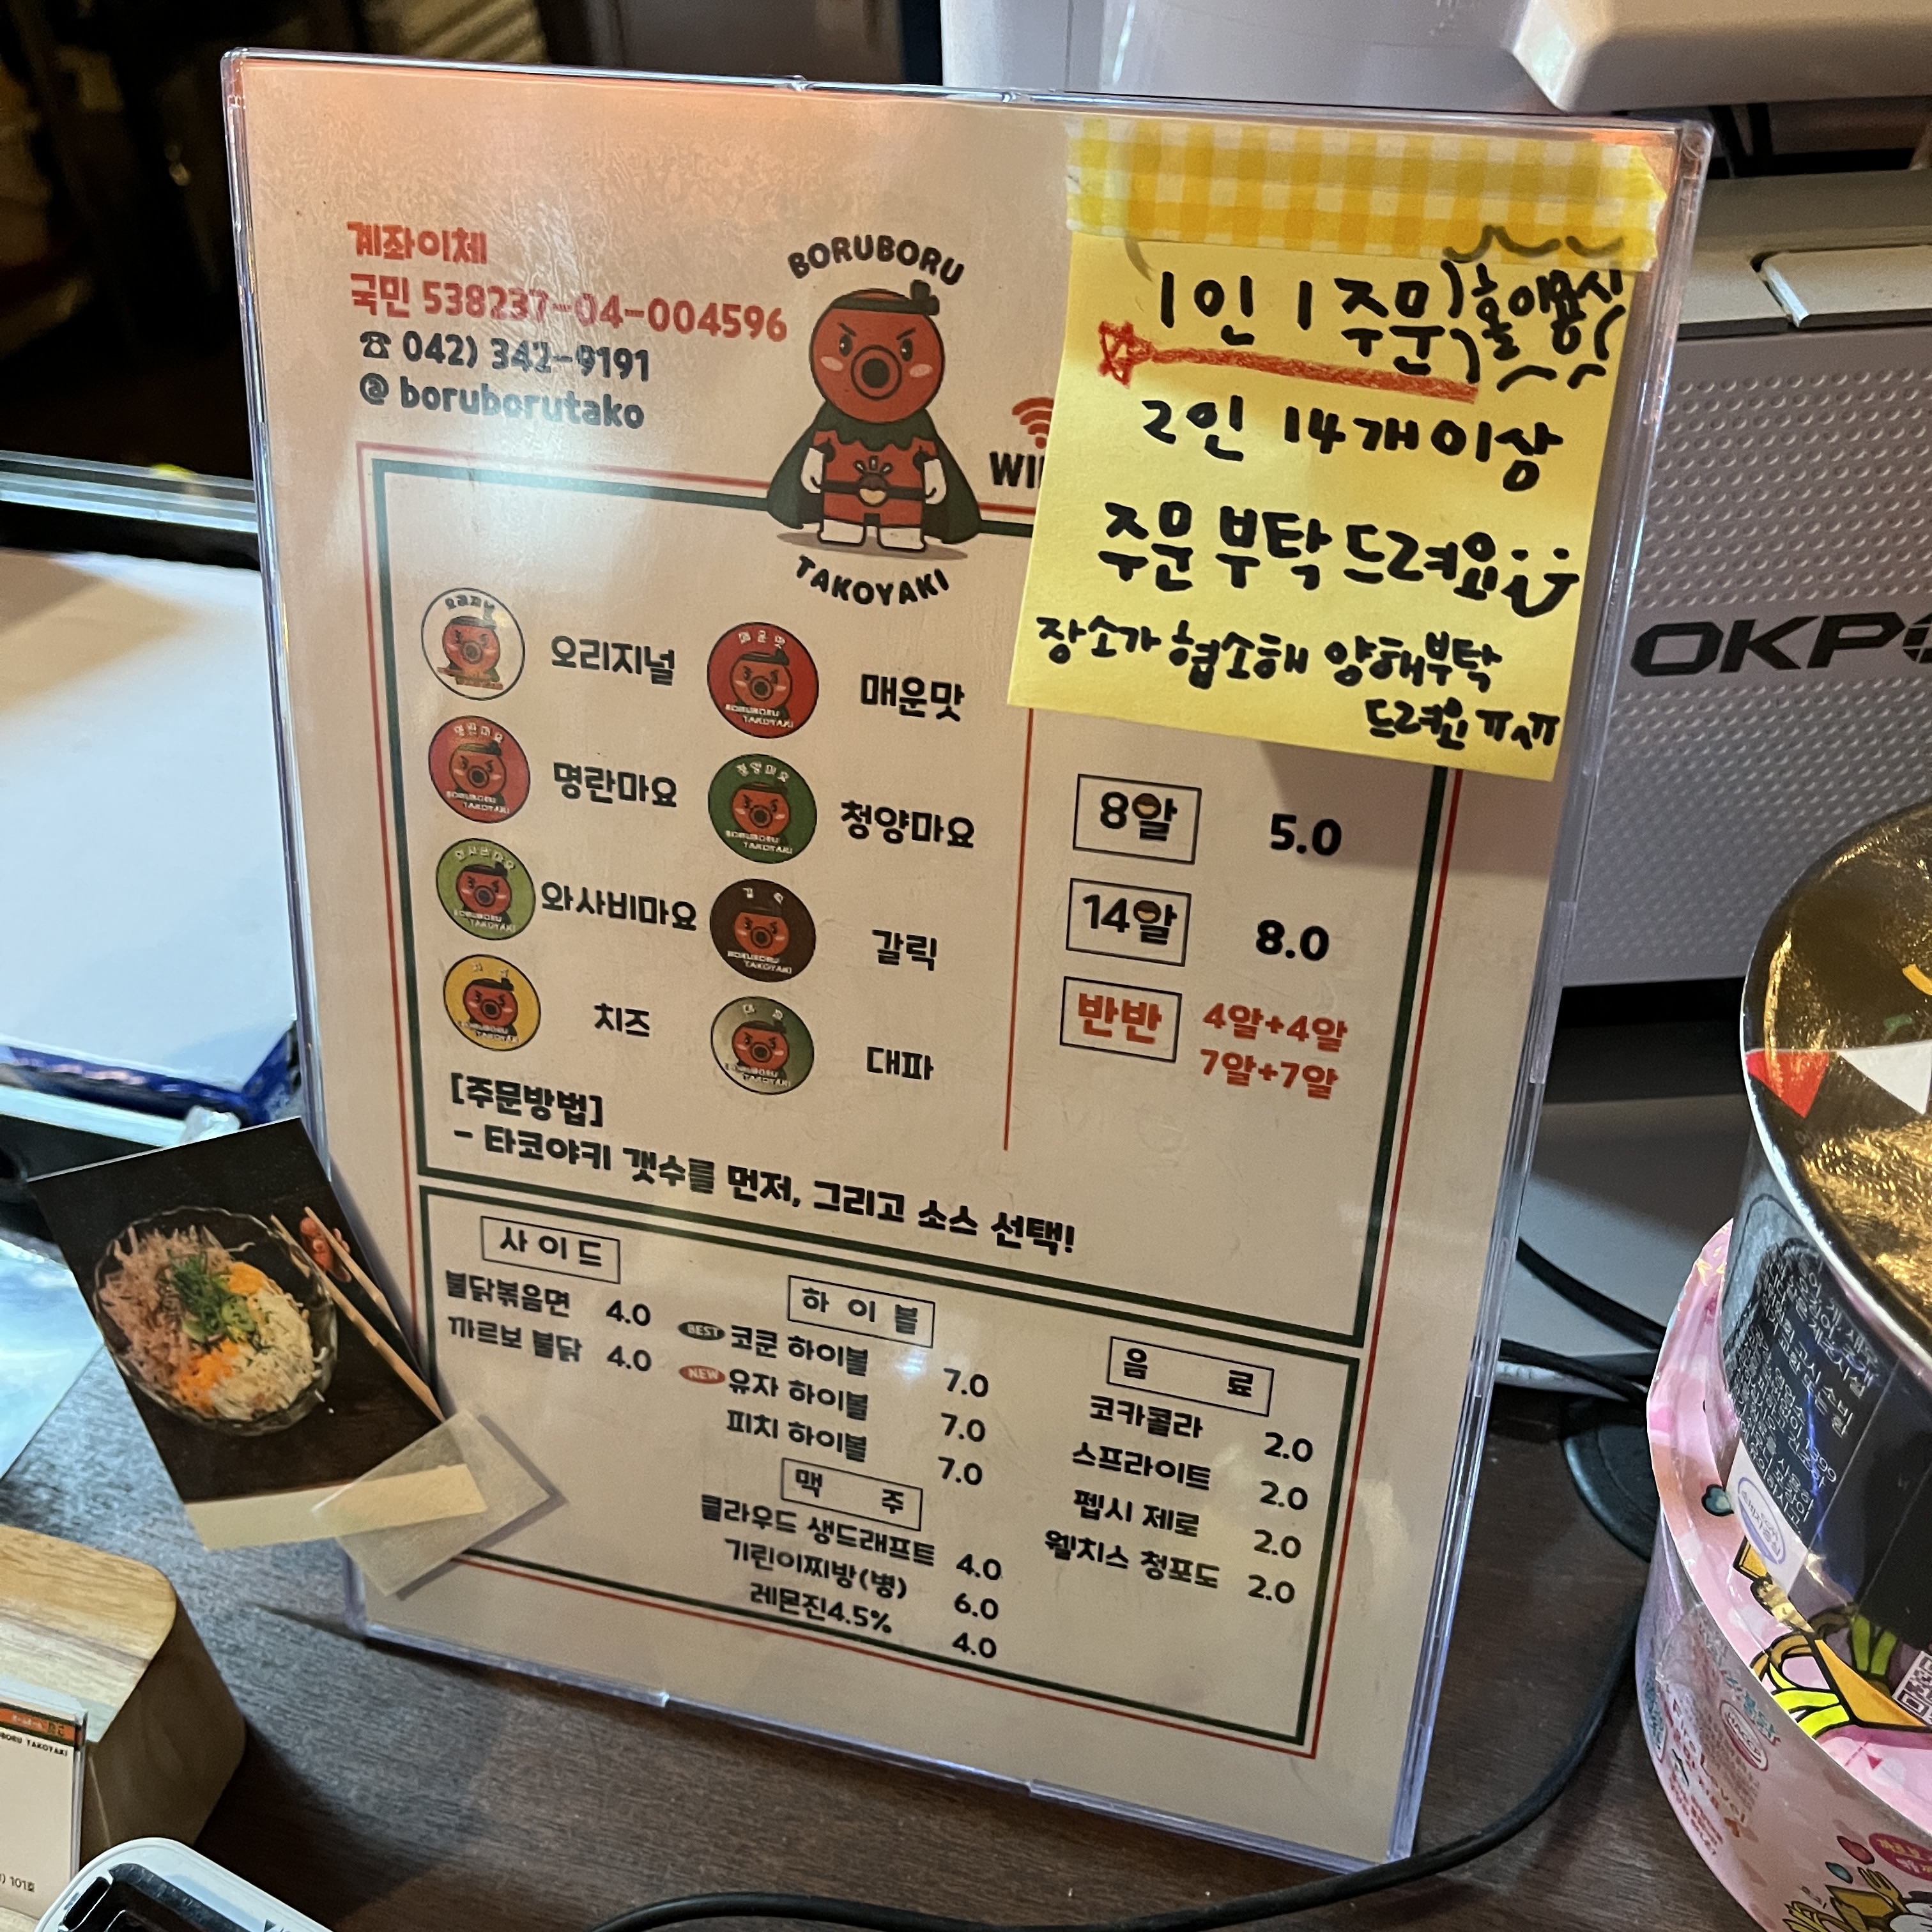 계좌이체
국민 538237-04-004596
☎ 042) 342-9191
@ boruborutako
BORUBORU
TAKOYAKI
1인 1주문 홀이용시
2인 14개이상
주문 부탁드려요
장소가 협소해 양해부탁
드려요 ㅠㅅㅠ
오리지널
매운맛
명란마요
청양마요
와사비마요
갈릭
치즈
대파
8알 5.0
14알 8.0
반반 4알+4알
7알+7알
[주문방법]
- 타코야키 갯수를 먼저, 그리고 소스 선택!
사이드
불닭볶음면 4.0
까르보 불닭 4.0
하이볼
BEST 코쿤 하이볼 7.0
NEW 유자 하이볼 7.0
피치 하이볼 7.0
맥 주
클라우드 생드래프트 4.0
기린이찌방(병) 6.0
레몬진4.5% 4.0
음 료
코카콜라 2.0
스프라이트 2.0
펩시 제로 2.0
웰치스 청포도 2.0